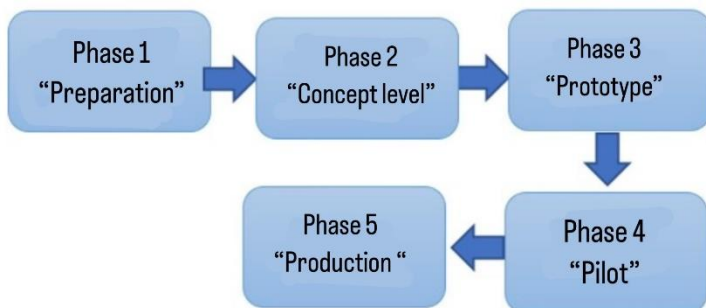 Phase 1
“Preparation”
Phase 2
“Concept level”
Phase 3
“Prototype”
Phase 4
“Pilot”
Phase 5
“Production “